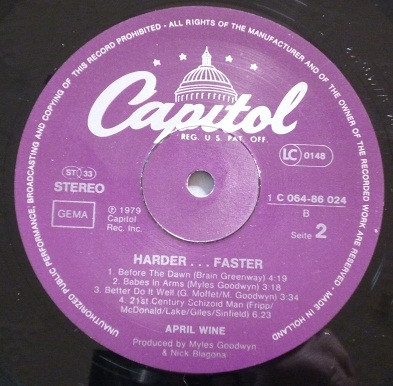 UNAUTHORIZED PUBLIC PERFORMANCE, BROADCASTING AND COPYING OF THIS RECORD PROHIBITED - ALL RIGHTS OF THE MANUFACTURER AND OF THE OWNER OF THE RECORDED WORK ARE RESERVED - MADE IN HOLLAND
Capitol
REG. U.S. PAT. OFF.
LC 0148
ST 33
STEREO
GEMA
℗ 1979
Capitol
Rec. Inc.
1 C 064-86 024
B
Seite 2
HARDER . . . FASTER
1. Before The Dawn (Brain Greenway) 4:19
2. Babes In Arms (Myles Goodwyn) 3:34
3. Better Do It Well (G. Moffet/M. Goodwyn) 3:34
4. 21st.Century Schizoid Man (Fripp/
McDonald/Lake/Giles/Sinfield) 6:23
APRIL WINE
Produced by Myles Goodwyn
& Nick Blagona